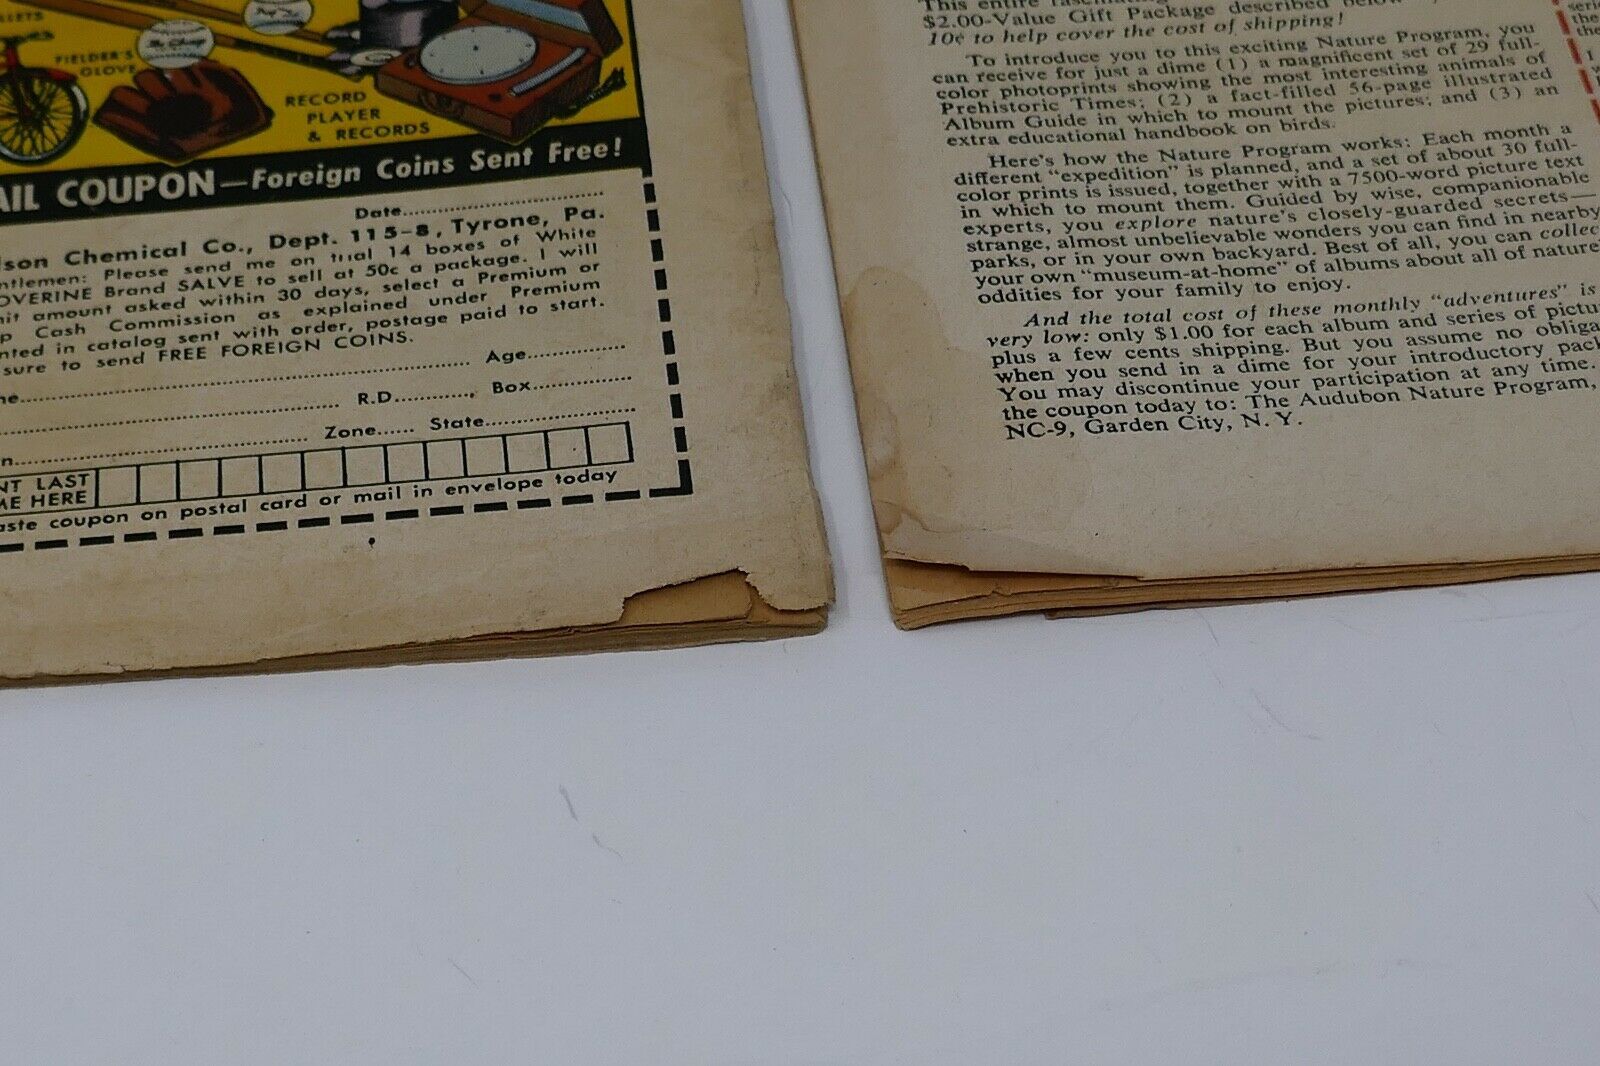 FIELDER'S
GLOVE
RECORD
PLAYER
& RECORDS
AIL COUPON—Foreign Coins Sent Free!
Date
lson Chemical Co., Dept. 115-8, Tyrone, Pa.
ntlemen: Please send me on trial 14 boxes of White
OVERINE Brand SALVE to sell at 50c a package. I will
mit amount asked within 30 days, select a Premium or
p Cash Commission as explained under Premium
nted in catalog sent with order, postage paid to start.
sure to send FREE FOREIGN COINS.
me Age
R.D. Box
n Zone State
NT LAST
ME HERE
aste coupon on postal card or mail in envelope today
This entire
$2.00-Value Gift Package described below
10¢ to help cover the cost of shipping!
To introduce you to this exciting Nature Program, you
can receive for just a dime (1) a magnificent set of 29 full-
color photoprints showing the most interesting animals of
Prehistoric Times; (2) a fact-filled 56-page illustrated
Album Guide in which to mount the pictures; and (3) an
extra educational handbook on birds.
Here's how the Nature Program works: Each month a
different "expedition" is planned, and a set of about 30 full-
color prints is issued, together with a 7500-word picture text
in which to mount them. Guided by wise, companionable
experts, you explore nature's closely-guarded secrets—
strange, almost unbelievable wonders you can find in nearby
parks, or in your own backyard. Best of all, you can collec
your own "museum-at-home" of albums about all of nature'
oddities for your family to enjoy.
And the total cost of these monthly "adventures" is
very low: only $1.00 for each album and series of pictu
plus a few cents shipping. But you assume no obliga
when you send in a dime for your introductory pack
You may discontinue your participation at any time.
the coupon today to: The Audubon Nature Program,
NC-9, Garden City, N. Y.